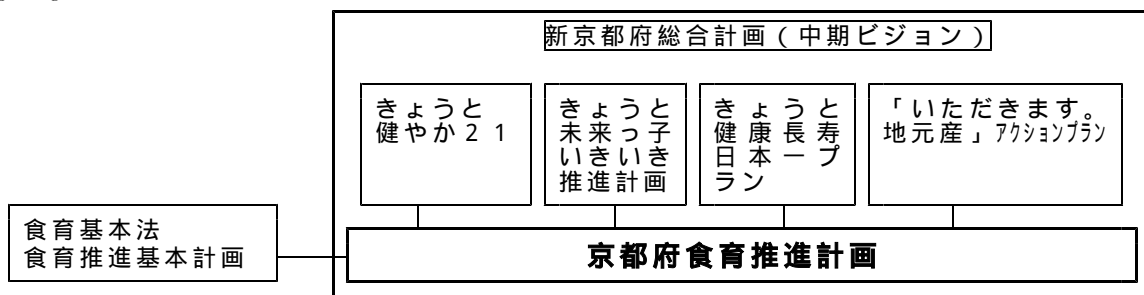 新京都府総合計画（中期ビジョン）
きょうと
健やか２１
きょうと
未来っ子
いきいき
推進計画
きょうと
健康長寿
日本一プ
ラン
「いただきます。
地元産」アクションプラン
食育基本法
食育推進基本計画
京都府食育推進計画